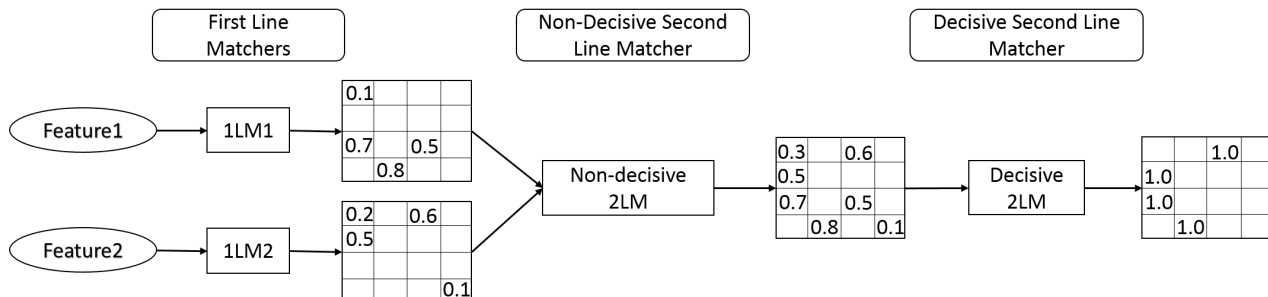 First Line
Matchers
Non-Decisive Second
Line Matcher
Decisive Second Line
Matcher
Feature1
1LM1
0.1
0.7 0.5
0.8
Feature2
1LM2
0.2 0.6
0.5
0.1
Non-decisive
2LM
0.3 0.6
0.5
0.7 0.5
0.8 0.1
Decisive
2LM
1.0
1.0
1.0
1.0